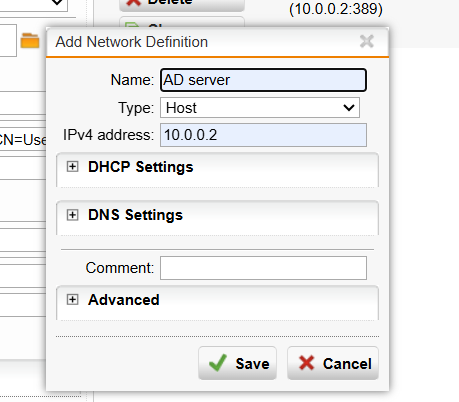 Delete
(10.0.0.2:389)
Add Network Definition
Name: AD server
Type: Host
IPv4 address: 10.0.0.2
CN=Use
DHCP Settings
DNS Settings
Comment:
Advanced
Save Cancel